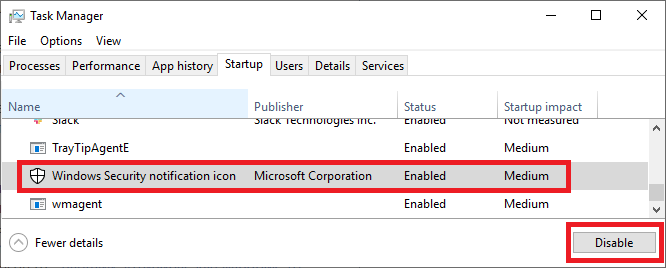 Task Manager
File Options View
Processes Performance App history Startup Users Details Services
Name Publisher Status Startup impact
Slack Slack Technologies Inc. Enabled Not measured
TrayTipAgentE Enabled Medium
Windows Security notification icon Microsoft Corporation Enabled Medium
wmagent Enabled Medium
Fewer details Disable